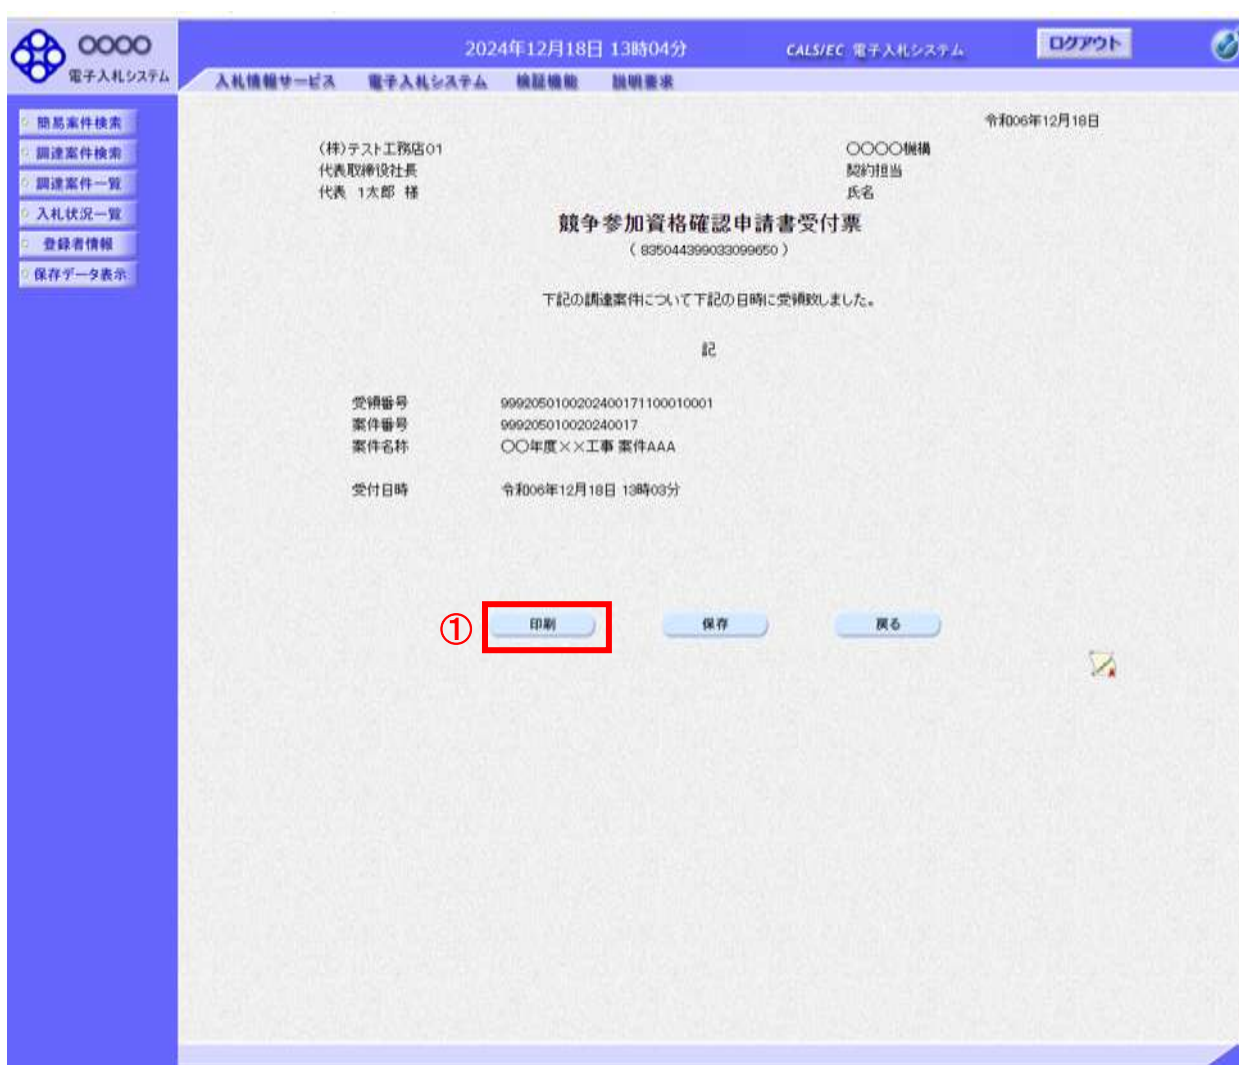 〇〇〇〇
電子入札システム
2024年12月18日 13時04分
CALS/EC 電子入札システム
ログアウト
入札情報サービス 電子入札システム 検証機能 説明要求
簡易案件検索
調達案件検索
調達案件一覧
入札状況一覧
登録者情報
保存データ表示
令和06年12月18日
(株)テスト工務店01
代表取締役社長
代表 1太郎 様
〇〇〇〇機構
契約担当
氏名
競争参加資格確認申請書受付票
( 835044399033099650 )
下記の調達案件について下記の日時に受領致しました。
記
受領番号 9992050100202400171100010001
案件番号 999205010020240017
案件名称 〇〇年度××工事 案件AAA
受付日時 令和06年12月18日 13時03分
① 印刷 保存 戻る